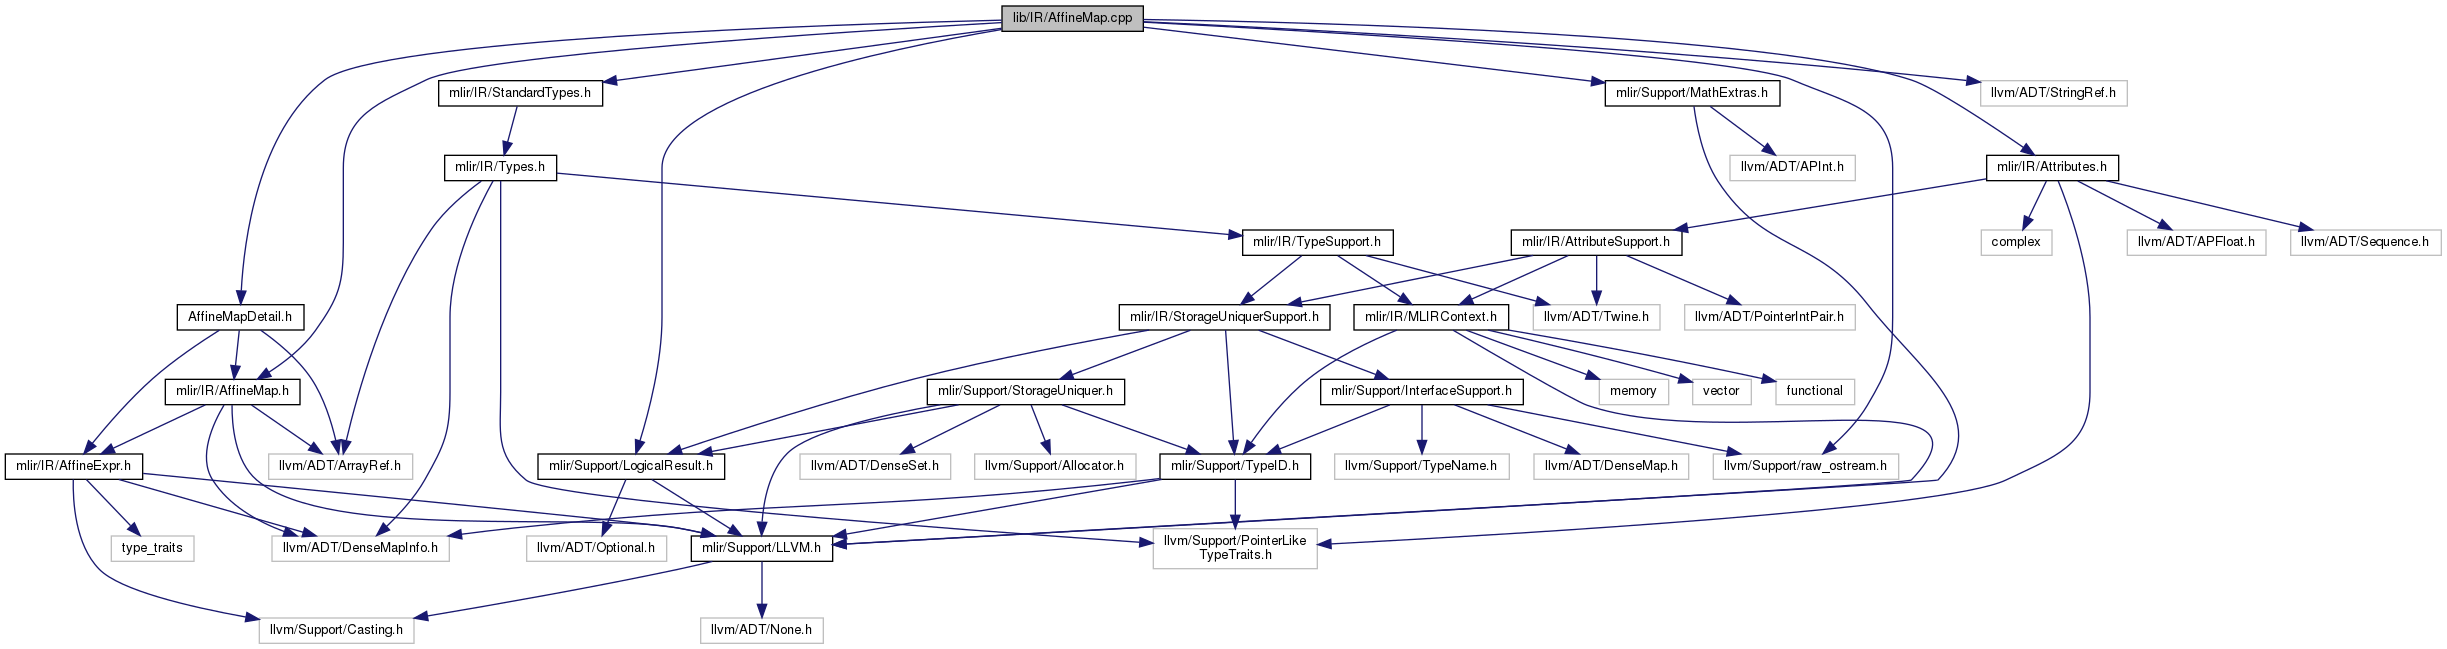 lib/IR/AffineMap.cpp
mlir/IR/StandardTypes.h
mlir/Support/MathExtras.h
llvm/ADT/StringRef.h
mlir/IR/Types.h
llvm/ADT/APInt.h
mlir/IR/Attributes.h
mlir/IR/TypeSupport.h
mlir/IR/AttributeSupport.h
complex
llvm/ADT/APFloat.h
llvm/ADT/Sequence.h
AffineMapDetail.h
mlir/IR/StorageUniquerSupport.h
mlir/IR/MLIRContext.h
llvm/ADT/Twine.h
llvm/ADT/PointerIntPair.h
mlir/IR/AffineMap.h
mlir/Support/StorageUniquer.h
mlir/Support/InterfaceSupport.h
memory
vector
functional
mlir/IR/AffineExpr.h
llvm/ADT/ArrayRef.h
mlir/Support/LogicalResult.h
llvm/ADT/DenseSet.h
llvm/Support/Allocator.h
mlir/Support/TypeID.h
llvm/Support/TypeName.h
llvm/ADT/DenseMap.h
llvm/Support/raw_ostream.h
type_traits
llvm/ADT/DenseMapInfo.h
llvm/ADT/Optional.h
mlir/Support/LLVM.h
llvm/Support/PointerLike
TypeTraits.h
llvm/Support/Casting.h
llvm/ADT/None.h